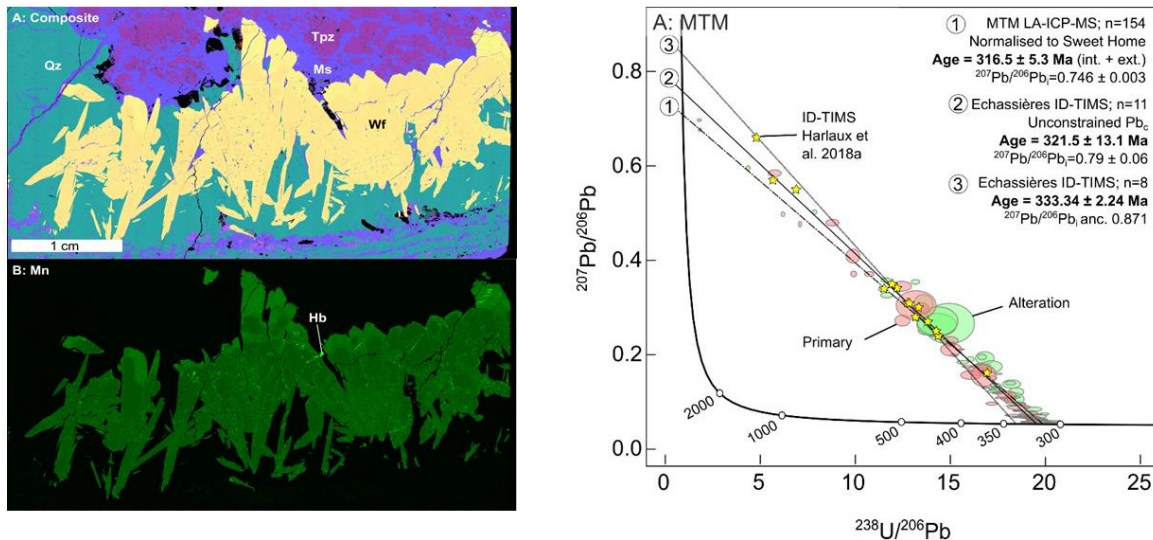 A: Composite
Tpz
Qz
Ms
Wf
1 cm
B: Mn
Hb
A: MTM
3
2
1
ID-TIMS
Harlaux et
al. 2018a
1 MTM LA-ICP-MS; n=154
Normalised to Sweet Home
Age = 316.5 ± 5.3 Ma (int. + ext.)
²⁰⁷Pb/²⁰⁶Pbᵢ=0.746 ± 0.003
2 Echassières ID-TIMS; n=11
Unconstrained Pb꜀
Age = 321.5 ± 13.1 Ma
²⁰⁷Pb/²⁰⁶Pbᵢ=0.79 ± 0.06
3 Echassières ID-TIMS; n=8
Age = 333.34 ± 2.24 Ma
²⁰⁷Pb/²⁰⁶Pbᵢ anc. 0.871
Alteration
Primary
0.8
0.6
0.4
0.2
0.0
²⁰⁷Pb/²⁰⁶Pb
2000
1000
500
400
350
300
0 5 10 15 20 25
²³⁸U/²⁰⁶Pb